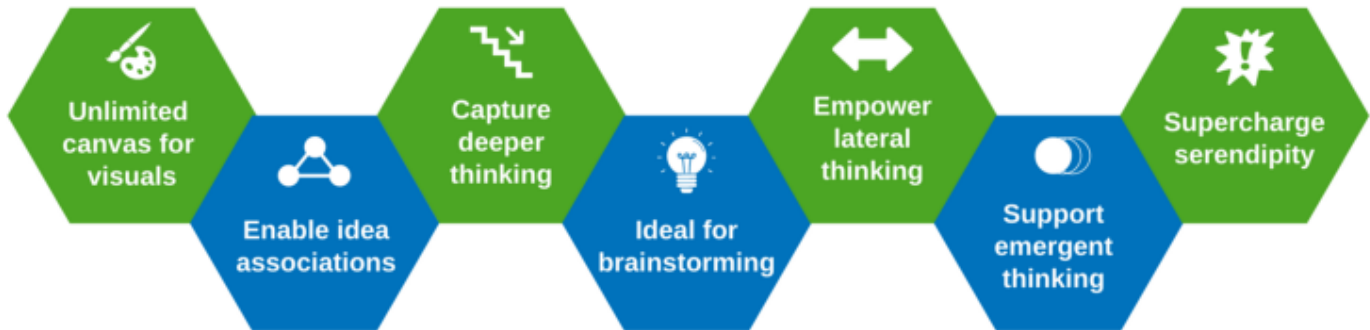 Unlimited
canvas for
visuals
Enable idea
associations
Capture
deeper
thinking
Ideal for
brainstorming
Empower
lateral
thinking
Support
emergent
thinking
Supercharge
serendipity